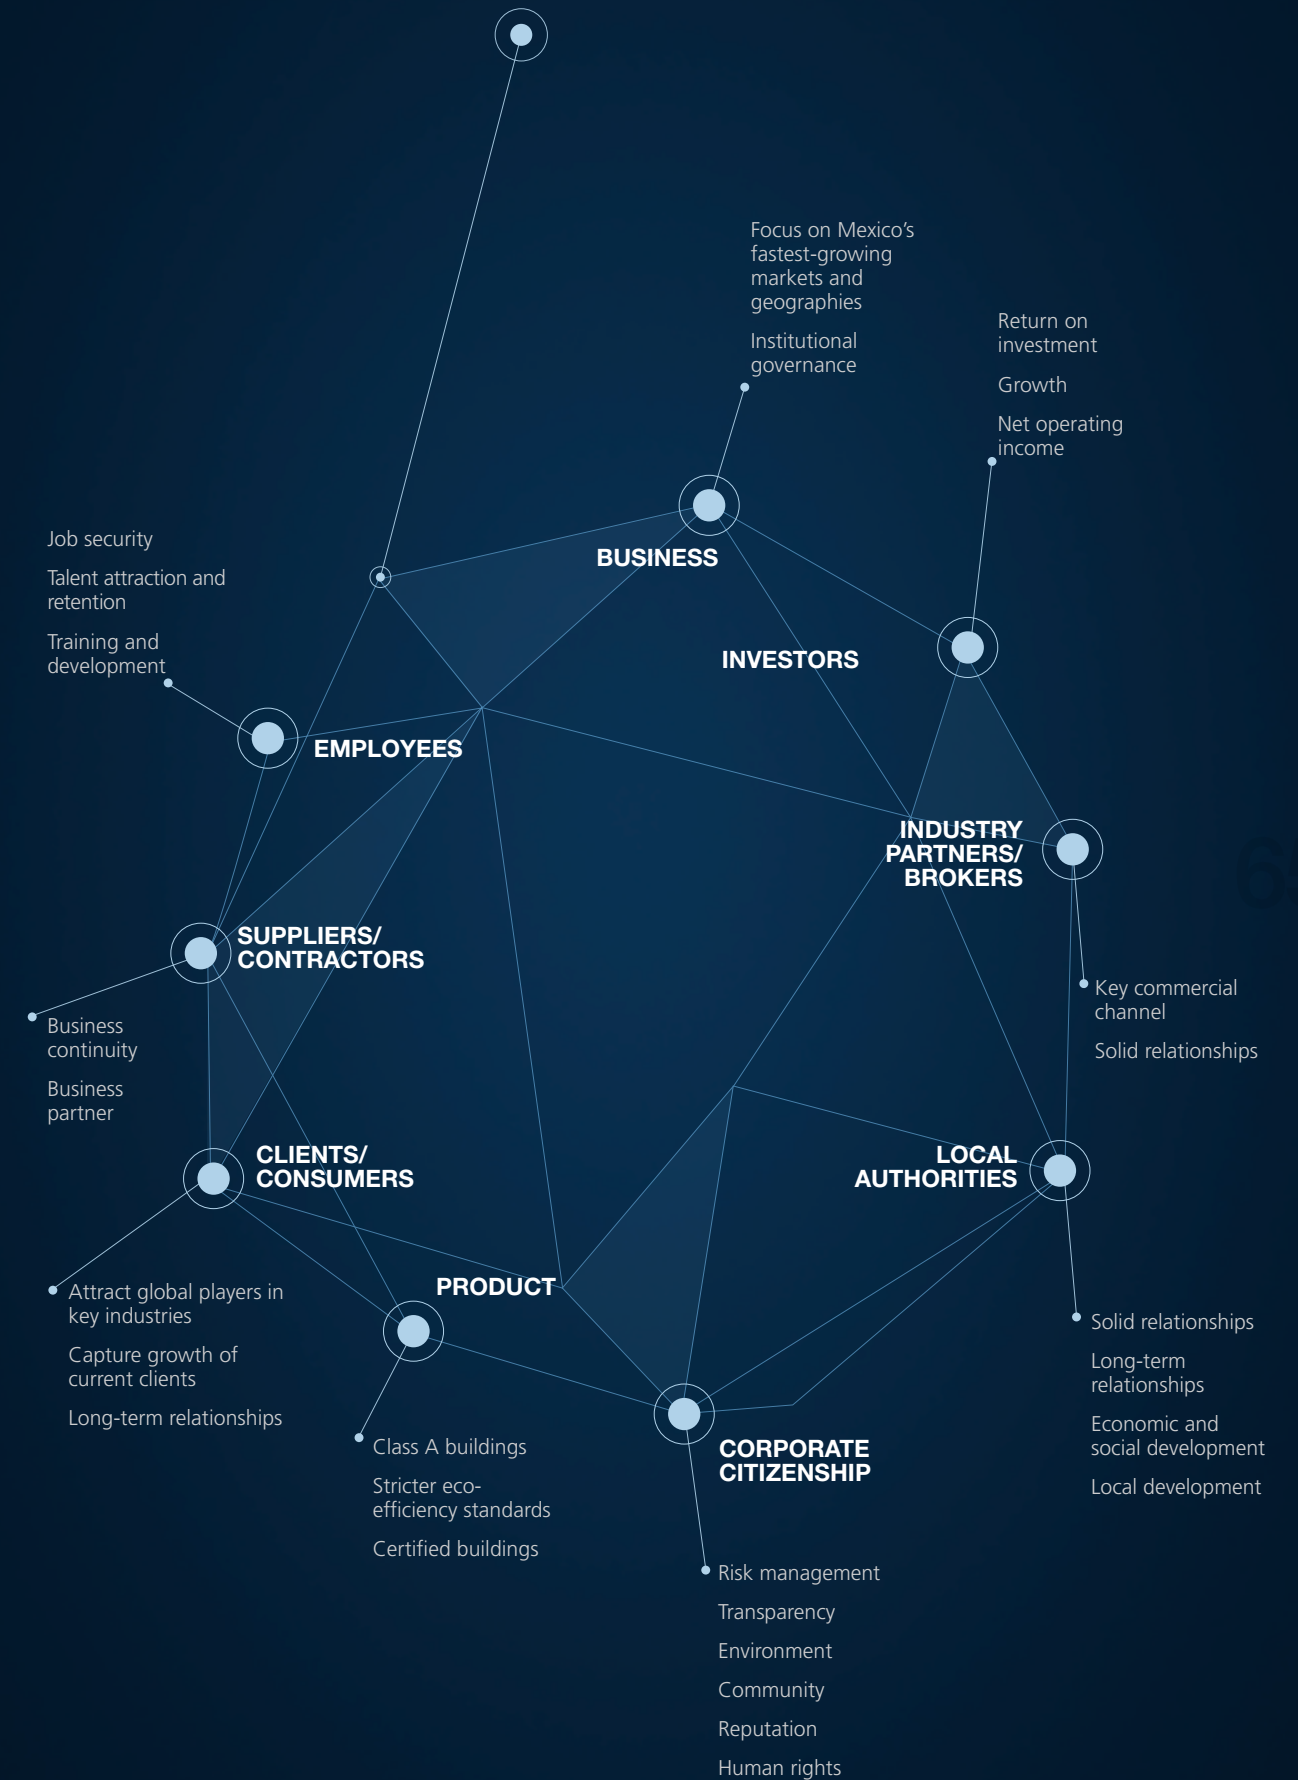 Focus on Mexico’s
fastest-growing
markets and
geographies
Institutional
governance
BUSINESS
Return on
investment
Growth
Net operating
income
INVESTORS
Job security
Talent attraction and
retention
Training and
development
EMPLOYEES
INDUSTRY
PARTNERS/
BROKERS
Key commercial
channel
Solid relationships
SUPPLIERS/
CONTRACTORS
Business
continuity
Business
partner
CLIENTS/
CONSUMERS
Attract global players in
key industries
Capture growth of
current clients
Long-term relationships
LOCAL
AUTHORITIES
Solid relationships
Long-term
relationships
Economic and
social development
Local development
PRODUCT
Class A buildings
Stricter eco-
efficiency standards
Certified buildings
CORPORATE
CITIZENSHIP
Risk management
Transparency
Environment
Community
Reputation
Human rights